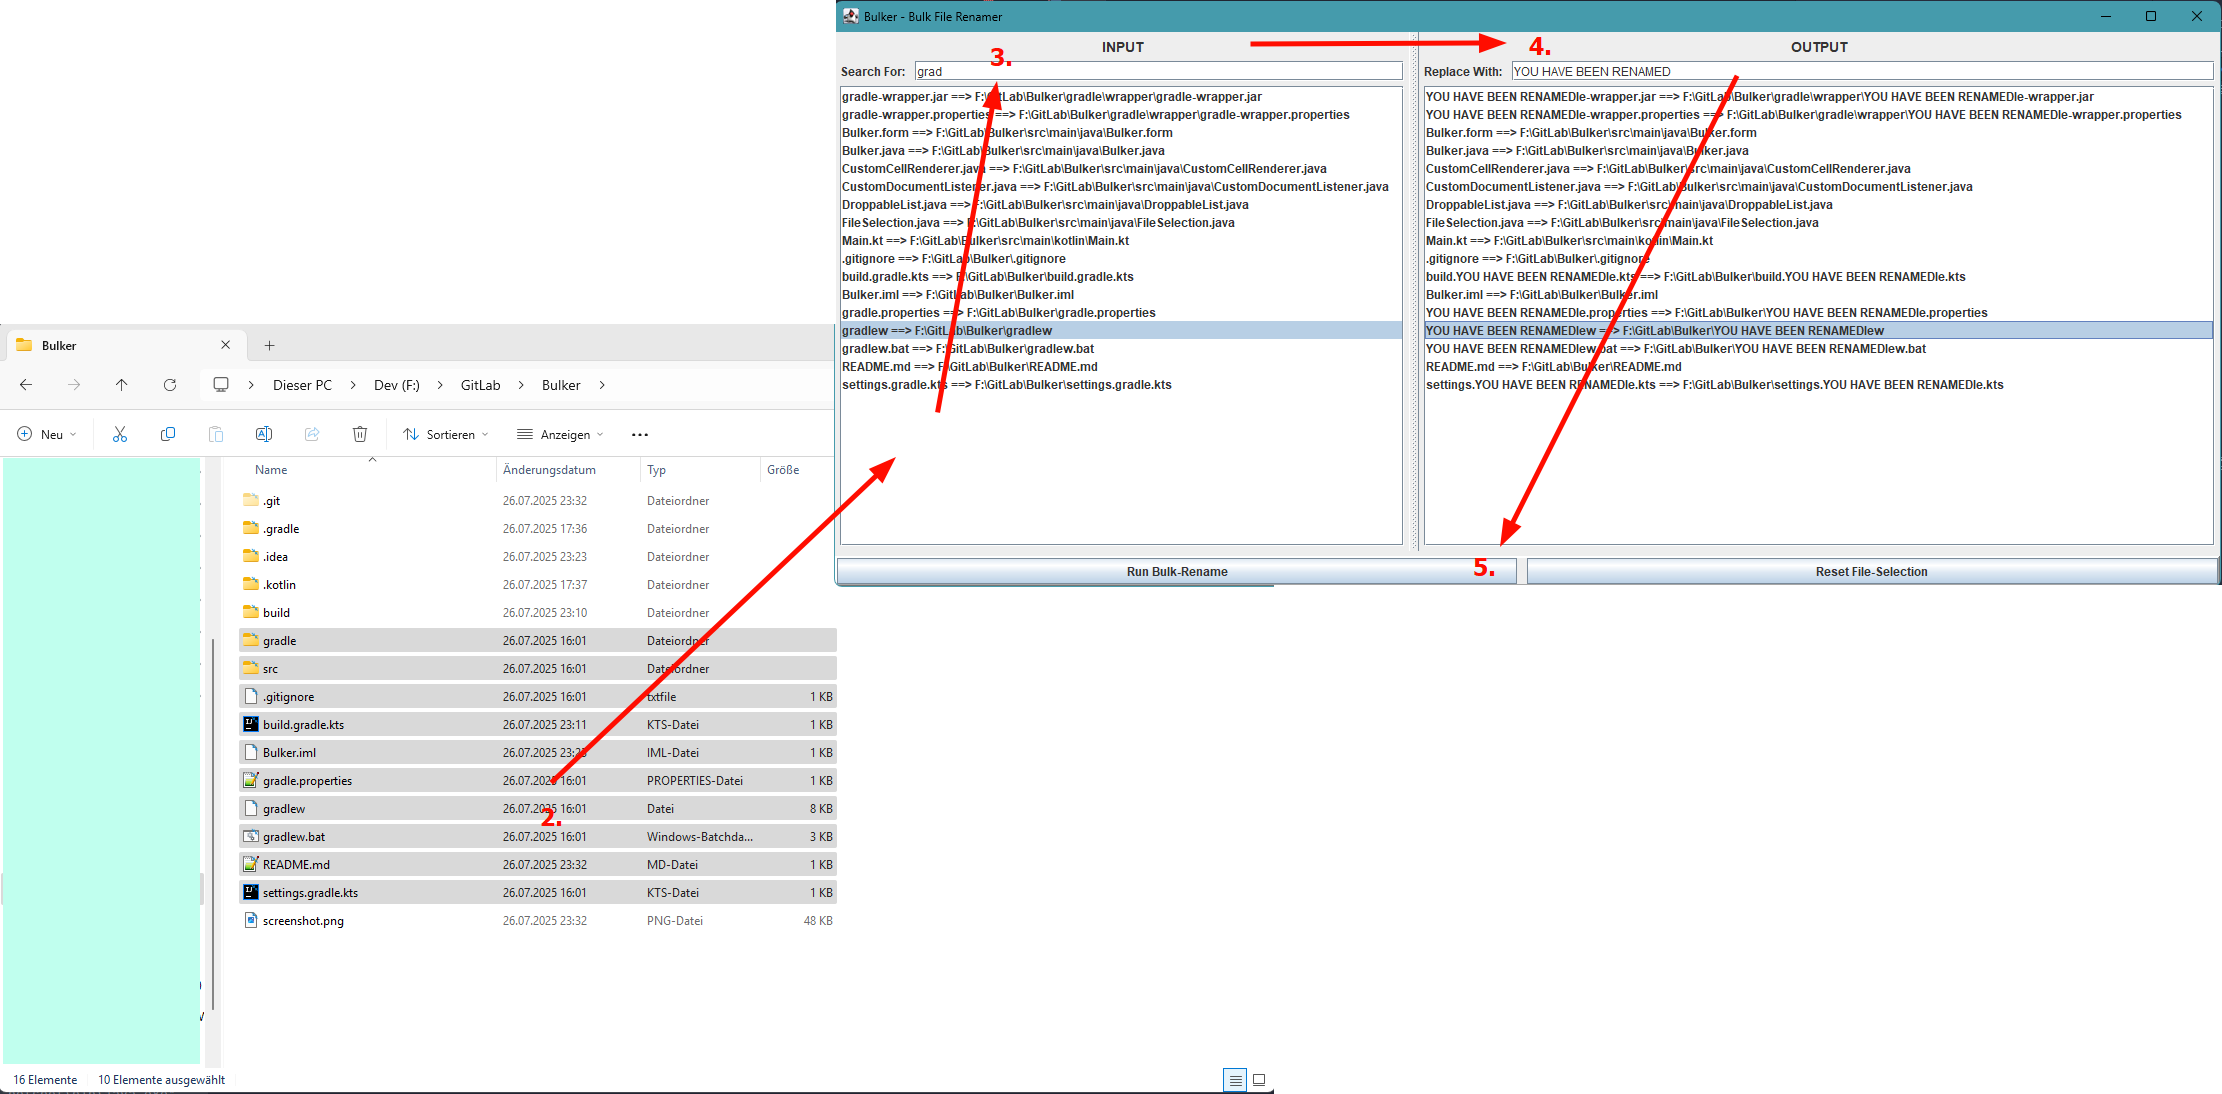 Bulker - Bulk File Renamer
INPUT
3.
Search For: grad
gradle-wrapper.jar ==> F:\GitLab\Bulker\gradle\wrapper\gradle-wrapper.jar
gradle-wrapper.properties ==> F:\GitLab\Bulker\gradle\wrapper\gradle-wrapper.properties
Bulker.form ==> F:\GitLab\Bulker\src\main\java\Bulker.form
Bulker.java ==> F:\GitLab\Bulker\src\main\java\Bulker.java
CustomCellRenderer.java ==> F:\GitLab\Bulker\src\main\java\CustomCellRenderer.java
CustomDocumentListener.java ==> F:\GitLab\Bulker\src\main\java\CustomDocumentListener.java
DroppableList.java ==> F:\GitLab\Bulker\src\main\java\DroppableList.java
FileSelection.java ==> F:\GitLab\Bulker\src\main\java\FileSelection.java
Main.kt ==> F:\GitLab\Bulker\src\main\kotlin\Main.kt
.gitignore ==> F:\GitLab\Bulker\.gitignore
build.gradle.kts ==> F:\GitLab\Bulker\build.gradle.kts
Bulker.iml ==> F:\GitLab\Bulker\Bulker.iml
gradle.properties ==> F:\GitLab\Bulker\gradle.properties
gradlew ==> F:\GitLab\Bulker\gradlew
gradlew.bat ==> F:\GitLab\Bulker\gradlew.bat
README.md ==> F:\GitLab\Bulker\README.md
settings.gradle.kts ==> F:\GitLab\Bulker\settings.gradle.kts
4.
OUTPUT
Replace With: YOU HAVE BEEN RENAMED
YOU HAVE BEEN RENAMEDle-wrapper.jar ==> F:\GitLab\Bulker\gradle\wrapper\YOU HAVE BEEN RENAMEDle-wrapper.jar
YOU HAVE BEEN RENAMEDle-wrapper.properties ==> F:\GitLab\Bulker\gradle\wrapper\YOU HAVE BEEN RENAMEDle-wrapper.properties
Bulker.form ==> F:\GitLab\Bulker\src\main\java\Bulker.form
Bulker.java ==> F:\GitLab\Bulker\src\main\java\Bulker.java
CustomCellRenderer.java ==> F:\GitLab\Bulker\src\main\java\CustomCellRenderer.java
CustomDocumentListener.java ==> F:\GitLab\Bulker\src\main\java\CustomDocumentListener.java
DroppableList.java ==> F:\GitLab\Bulker\src\main\java\DroppableList.java
FileSelection.java ==> F:\GitLab\Bulker\src\main\java\FileSelection.java
Main.kt ==> F:\GitLab\Bulker\src\main\kotlin\Main.kt
.gitignore ==> F:\GitLab\Bulker\.gitignore
build.YOU HAVE BEEN RENAMEDle.kts ==> F:\GitLab\Bulker\build.YOU HAVE BEEN RENAMEDle.kts
Bulker.iml ==> F:\GitLab\Bulker\Bulker.iml
YOU HAVE BEEN RENAMEDle.properties ==> F:\GitLab\Bulker\YOU HAVE BEEN RENAMEDle.properties
YOU HAVE BEEN RENAMEDlew ==> F:\GitLab\Bulker\YOU HAVE BEEN RENAMEDlew
YOU HAVE BEEN RENAMEDlew.bat ==> F:\GitLab\Bulker\YOU HAVE BEEN RENAMEDlew.bat
README.md ==> F:\GitLab\Bulker\README.md
settings.YOU HAVE BEEN RENAMEDle.kts ==> F:\GitLab\Bulker\settings.YOU HAVE BEEN RENAMEDle.kts
Run Bulk-Rename
5.
Reset File-Selection
Bulker
Dieser PC > Dev (F:) > GitLab > Bulker >
Neu
Sortieren
Anzeigen
Name Änderungsdatum Typ Größe
.git 26.07.2025 23:32 Dateiordner
.gradle 26.07.2025 17:36 Dateiordner
.idea 26.07.2025 23:23 Dateiordner
.kotlin 26.07.2025 17:37 Dateiordner
build 26.07.2025 23:10 Dateiordner
gradle 26.07.2025 16:01 Dateiordner
src 26.07.2025 16:01 Dateiordner
.gitignore 26.07.2025 16:01 txtfile 1 KB
build.gradle.kts 26.07.2025 23:11 KTS-Datei 1 KB
Bulker.iml 26.07.2025 IML-Datei 1 KB
gradle.properties 26.07.2025 16:01 PROPERTIES-Datei 1 KB
gradlew 26.07.2025 16:01 Datei 8 KB
2.
gradlew.bat 26.07.2025 16:01 Windows-Batchda... 3 KB
README.md 26.07.2025 23:32 MD-Datei 1 KB
settings.gradle.kts 26.07.2025 16:01 KTS-Datei 1 KB
screenshot.png 26.07.2025 23:32 PNG-Datei 48 KB
16 Elemente
10 Elemente ausgewählt